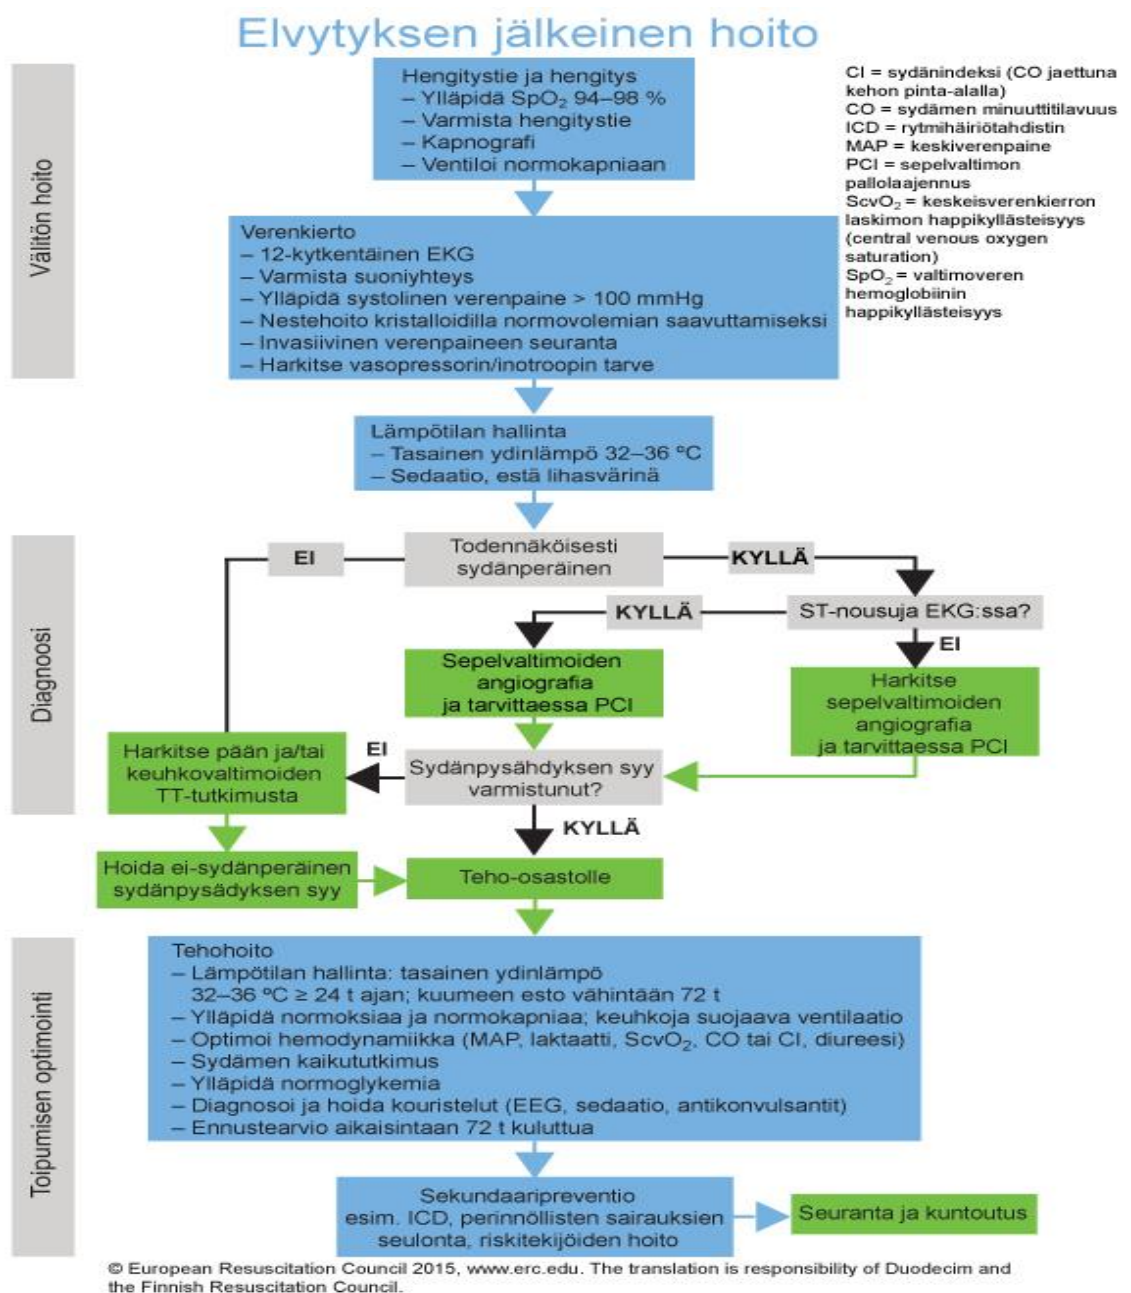 Elvytyksen jälkeinen hoito
Välitön hoito
Hengitystie ja hengitys
– Ylläpidä SpO₂ 94–98 %
– Varmista hengitystie
– Kapnografi
– Ventiloi normokapniaan
CI = sydänindeksi (CO jaettuna
kehon pinta-alalla)
CO = sydämen minuuttitilavuus
ICD = rytmihäiriötahdistin
MAP = keskiverenpaine
PCI = sepelvaltimon
pallolaajennus
ScvO₂ = keskeisverenkierron
laskimon happikyllästeisyys
(central venous oxygen
saturation)
SpO₂ = valtimoveren
hemoglobiinin
happikyllästeisyys
Verenkierto
– 12-kytkentäinen EKG
– Varmista suoniyhteys
– Ylläpidä systolinen verenpaine > 100 mmHg
– Nestehoito kristalloidilla normovolemian saavuttamiseksi
– Invasiivinen verenpaineen seuranta
– Harkitse vasopressorin/inotroopin tarve
Lämpötilan hallinta
– Tasainen ydinlämpö 32–36 ºC
– Sedaatio, estä lihasvärinä
Diagnoosi
Todennäköisesti
sydänperäinen
EI
KYLLÄ
ST-nousuja EKG:ssa?
KYLLÄ
EI
Sepelvaltimoiden
angiografia
ja tarvittaessa PCI
Harkitse
sepelvaltimoiden
angiografia
ja tarvittaessa PCI
Sydänpysähdyksen syy
varmistunut?
EI
KYLLÄ
Harkitse pään ja/tai
keuhkovaltimoiden
TT-tutkimusta
Hoida ei-sydänperäinen
sydänpysädyksen syy
Teho-osastolle
Toipumisen optimointi
Tehohoito
– Lämpötilan hallinta: tasainen ydinlämpö
32–36 ºC ≥ 24 t ajan; kuumeen esto vähintään 72 t
– Ylläpidä normoksiaa ja normokapniaa; keuhkoja suojaava ventilaatio
– Optimoi hemodynamiikka (MAP, laktaatti, ScvO₂, CO tai CI, diureesi)
– Sydämen kaikututkimus
– Ylläpidä normoglykemia
– Diagnosoi ja hoida kouristelut (EEG, sedaatio, antikonvulsantit)
– Ennustearvio aikaisintaan 72 t kuluttua
Sekundaaripreventio
esim. ICD, perinnöllisten sairauksien
seulonta, riskitekijöiden hoito
Seuranta ja kuntoutus
© European Resuscitation Council 2015, www.erc.edu. The translation is responsibility of Duodecim and
the Finnish Resuscitation Council.